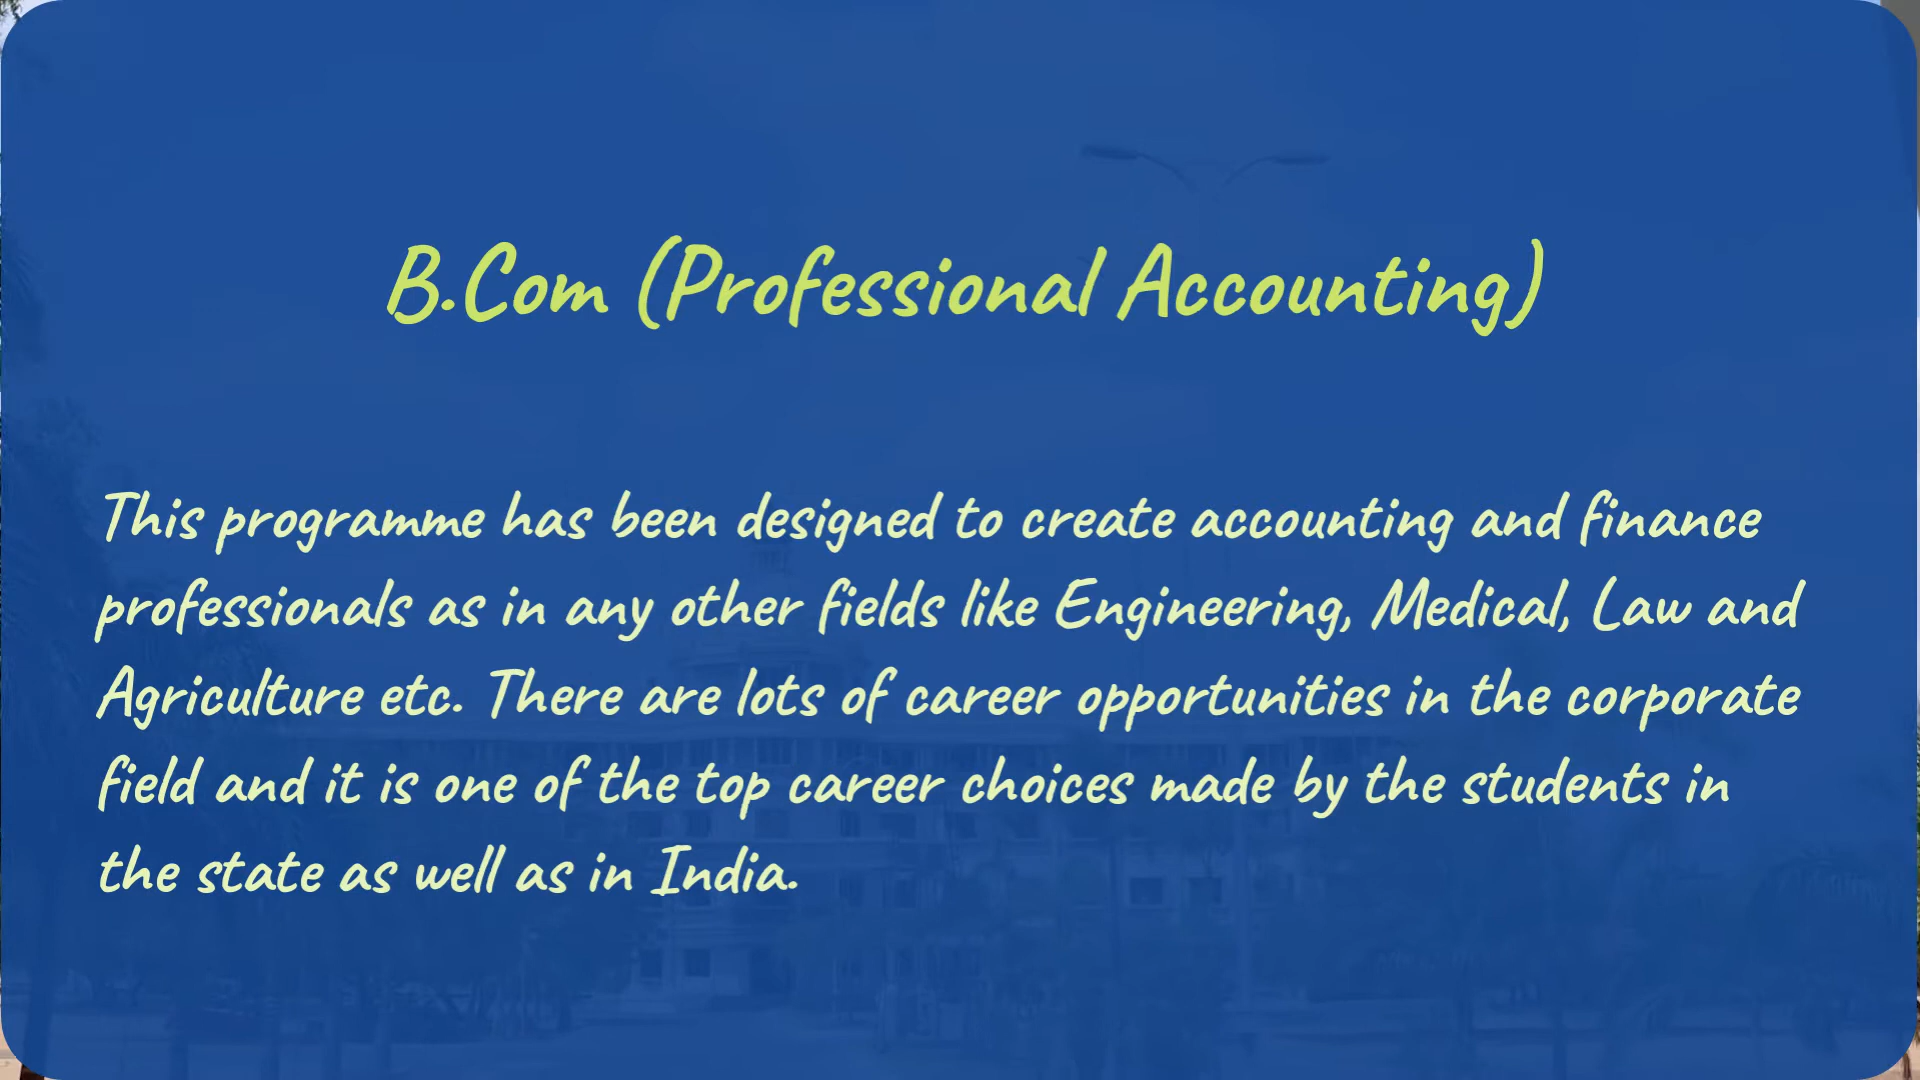 B.Com (Professional Accounting)
This programme has been designed to create accounting and finance
professionals as in any other fields like Engineering, Medical, Law and
Agriculture etc. There are lots of career opportunities in the corporate
field and it is one of the top career choices made by the students in
the state as well as in India.